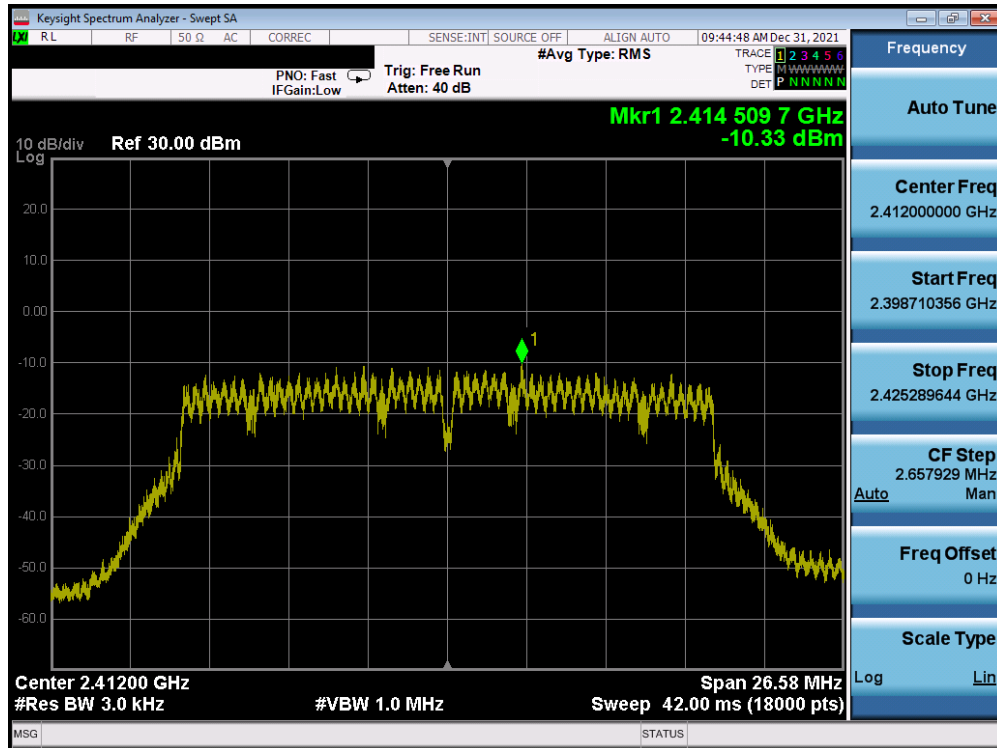 Keysight Spectrum Analyzer - Swept SA
LXI RL RF 50 Ω AC CORREC SENSE:INT SOURCE OFF ALIGN AUTO 09:44:48 AM Dec 31, 2021
#Avg Type: RMS
TRACE 1 2 3 4 5 6
PNO: Fast Trig: Free Run
TYPE M WWWWW
IFGain:Low Atten: 40 dB
DET P N N N N N
Mkr1 2.414 509 7 GHz
-10.33 dBm
10 dB/div Ref 30.00 dBm
Log
20.0
10.0
0.00
-10.0
-20.0
-30.0
-40.0
-50.0
-60.0
1
Center 2.41200 GHz Span 26.58 MHz
#Res BW 3.0 kHz #VBW 1.0 MHz Sweep 42.00 ms (18000 pts)
MSG STATUS
Frequency
Auto Tune
Center Freq
2.412000000 GHz
Start Freq
2.398710356 GHz
Stop Freq
2.425289644 GHz
CF Step
2.657929 MHz
Auto Man
Freq Offset
0 Hz
Scale Type
Log Lin